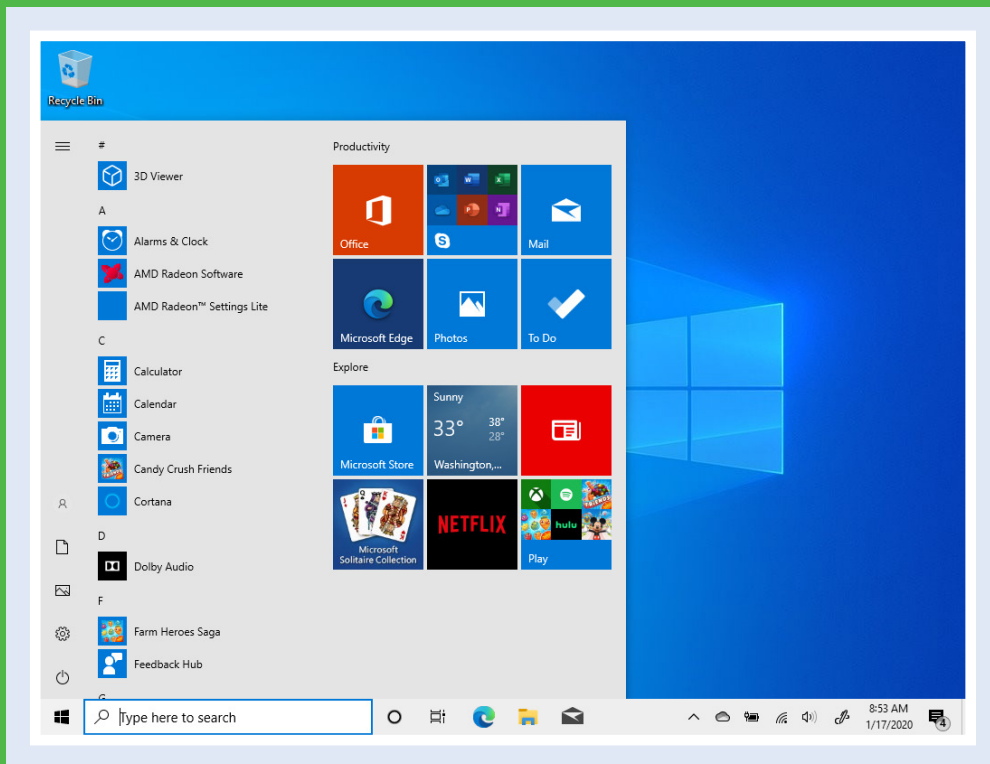 Recycle Bin
#
3D Viewer
A
Alarms & Clock
AMD Radeon Software
AMD Radeon™ Settings Lite
C
Calculator
Calendar
Camera
Candy Crush Friends
Cortana
D
Dolby Audio
F
Farm Heroes Saga
Feedback Hub
Productivity
Office
Mail
Microsoft Edge
Photos
To Do
Explore
Microsoft Store
Sunny
33°
38°
28°
Washington,...
Microsoft
Solitaire Collection
NETFLIX
hulu
Play
Type here to search
8:53 AM
1/17/2020
4